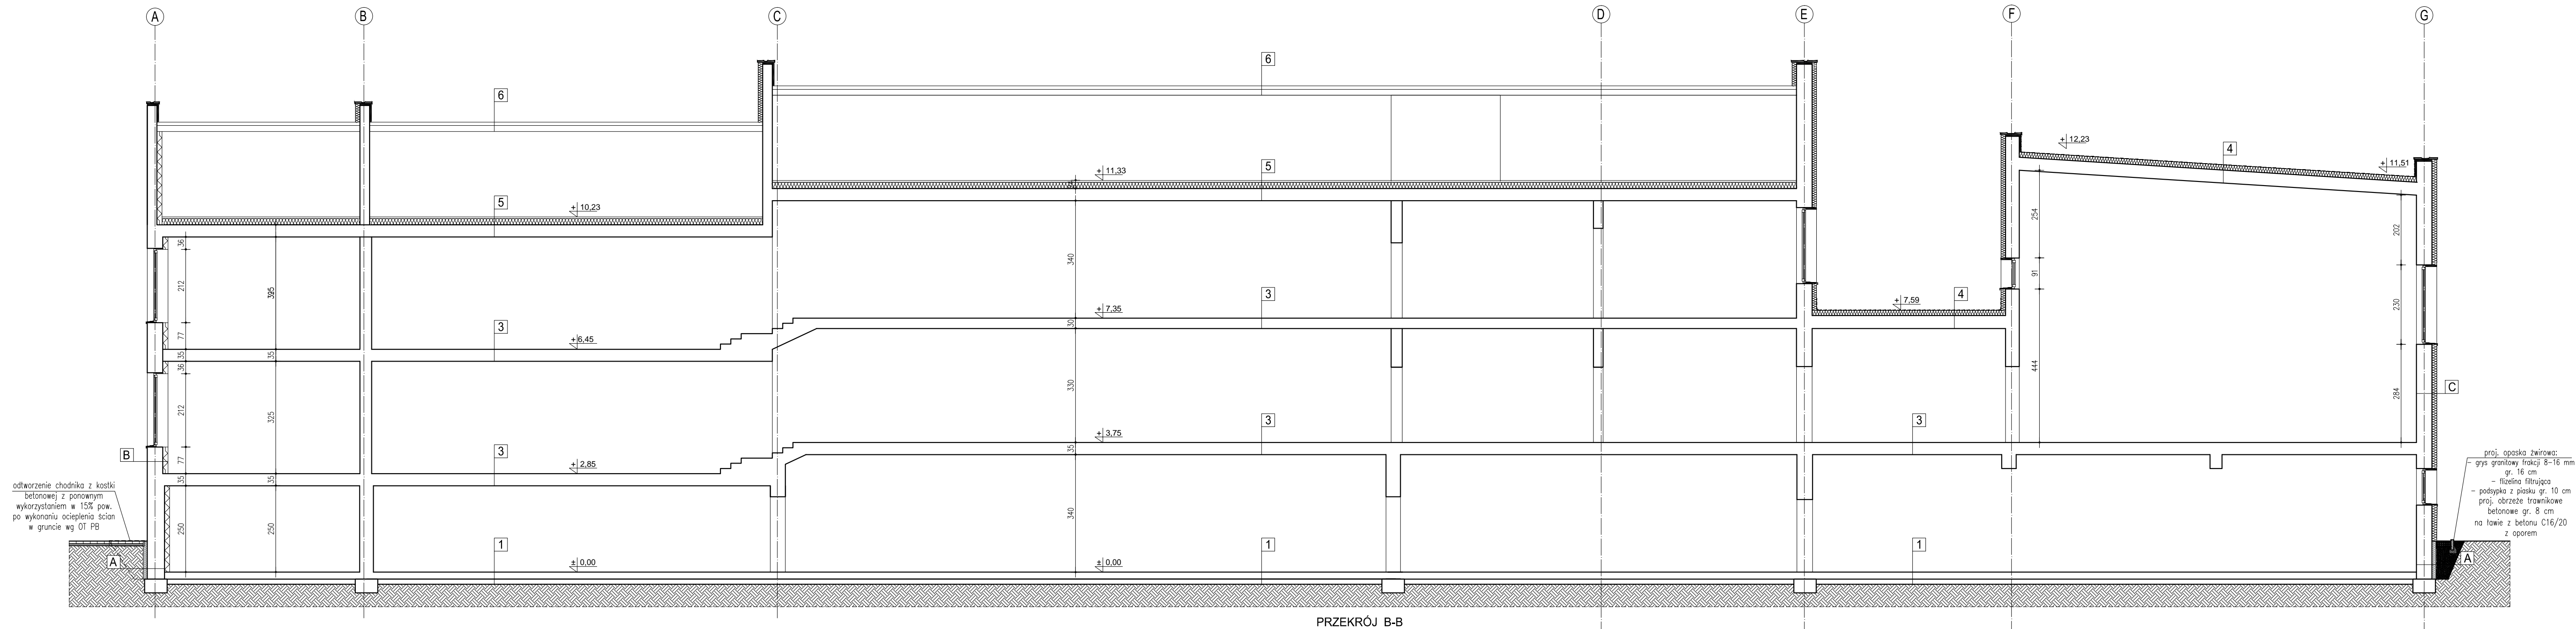 A
B
C
D
E
F
G
6
6
+ 12,23
4
+ 11,51
+ 11,33
5
5
+ 10,23
254
202
36
340
212
395
91
230
3
4
+ 7,59
+ 7,35
30
77
3
+ 6,45
35
35
36
330
444
284
212
325
C
3
3
+ 3.75
35
B
77
3
+ 2,85
35
35
odtworzenie chodnika z kostki
betonowej z ponownym
wykorzystaniem w 15% pow.
po wykonaniu ocieplenia ścian
w gruncie wg OT PB
proj. opaska żwirowa:
- grys granitowy frakcji 8-16 mm
gr. 16 cm
- flizelina filtrująca
- podsypka z piasku gr. 10 cm
proj. obrzeże trawnikowe
betonowe gr. 8 cm
na ławie z betonu C16/20
z oporem
250
250
340
1
1
1
A
± 0,00
± 0,00
A
PRZEKRÓJ B-B